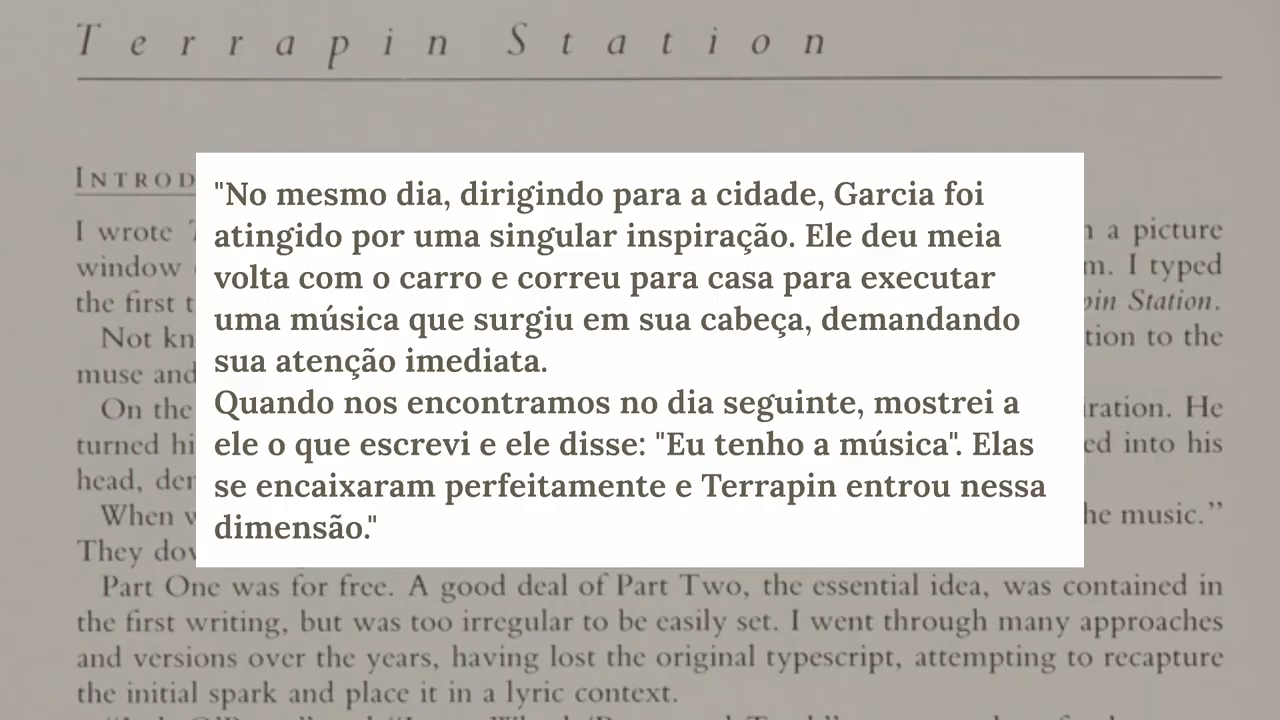 Terrapin Station
INTROD
I wrote
a picture
window
m. I typed
the first t
pin Station.
Not kn
tion to the
muse and
On the
iration. He
turned hi
ed into his
head, der
When w
he music."
They dov
"No mesmo dia, dirigindo para a cidade, Garcia foi
atingido por uma singular inspiração. Ele deu meia
volta com o carro e correu para casa para executar
uma música que surgiu em sua cabeça, demandando
sua atenção imediata.
Quando nos encontramos no dia seguinte, mostrei a
ele o que escrevi e ele disse: "Eu tenho a música". Elas
se encaixaram perfeitamente e Terrapin entrou nessa
dimensão."
Part One was for free. A good deal of Part Two, the essential idea, was contained in
the first writing, but was too irregular to be easily set. I went through many approaches
and versions over the years, having lost the original typescript, attempting to recapture
the initial spark and place it in a lyric context.